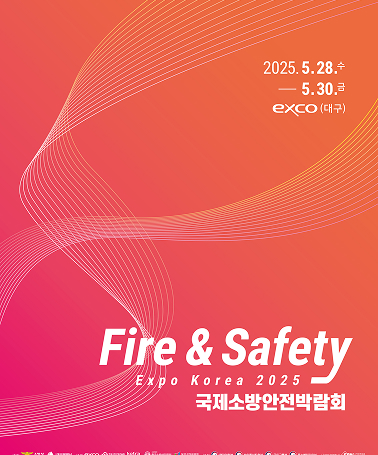 2025. 5. 28. 수
— 5. 30. 금
exco (대구)
Fire & Safety
Expo Korea 2025
국제소방안전박람회